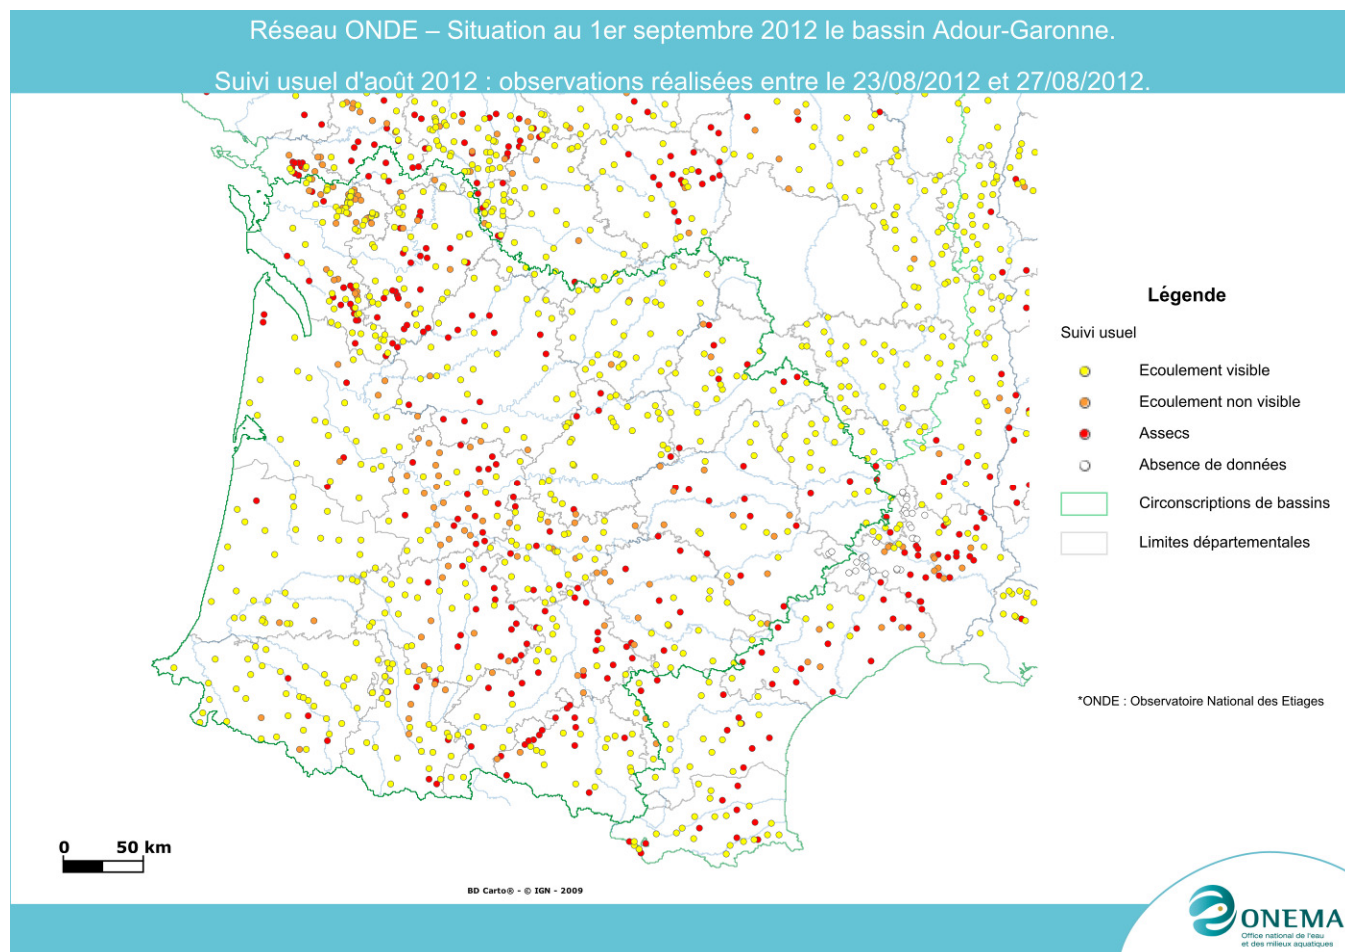 Réseau ONDE – Situation au 1er septembre 2012 le bassin Adour-Garonne.
Suivi usuel d'août 2012 : observations réalisées entre le 23/08/2012 et 27/08/2012.
Légende
Suivi usuel
Ecoulement visible
Ecoulement non visible
Assecs
Absence de données
Circonscriptions de bassins
Limites départementales
*ONDE : Observatoire National des Etiages
0 50 km
BD Carto® - © IGN - 2009
ONEMA
Office national de l'eau
et des milieux aquatiques